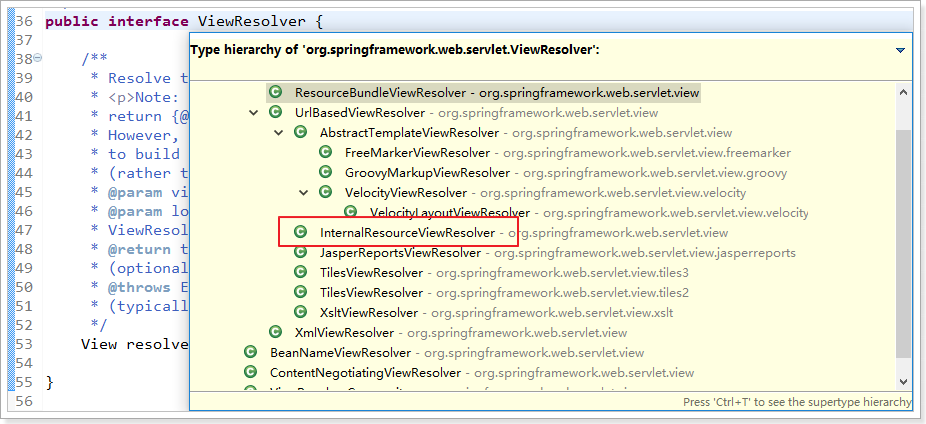 36 public interface ViewResolver {
37
Type hierarchy of 'org.springframework.web.servlet.ViewResolver':
38 /**
39 * Resolve t
40 * <p>Note:
41 * return {@
42 * However,
43 * to build
44 * (rather t
45 * @param vi
46 * @param lo
47 * ViewResol
48 * @return t
49 * (optional
50 * @throws E
51 * (typicall
52 */
53 View resolve
54
55 }
56
ResourceBundleViewResolver - org.springframework.web.servlet.view
UrlBasedViewResolver - org.springframework.web.servlet.view
AbstractTemplateViewResolver - org.springframework.web.servlet.view
FreeMarkerViewResolver - org.springframework.web.servlet.view.freemarker
GroovyMarkupViewResolver - org.springframework.web.servlet.view.groovy
VelocityViewResolver - org.springframework.web.servlet.view.velocity
VelocityLayoutViewResolver - org.springframework.web.servlet.view.velocity
InternalResourceViewResolver - org.springframework.web.servlet.view
JasperReportsViewResolver - org.springframework.web.servlet.view.jasperreports
TilesViewResolver - org.springframework.web.servlet.view.tiles3
TilesViewResolver - org.springframework.web.servlet.view.tiles2
XsltViewResolver - org.springframework.web.servlet.view.xslt
XmlViewResolver - org.springframework.web.servlet.view
BeanNameViewResolver - org.springframework.web.servlet.view
ContentNegotiatingViewResolver - org.springframework.web.servlet.view
Press 'Ctrl+T' to see the supertype hierarchy